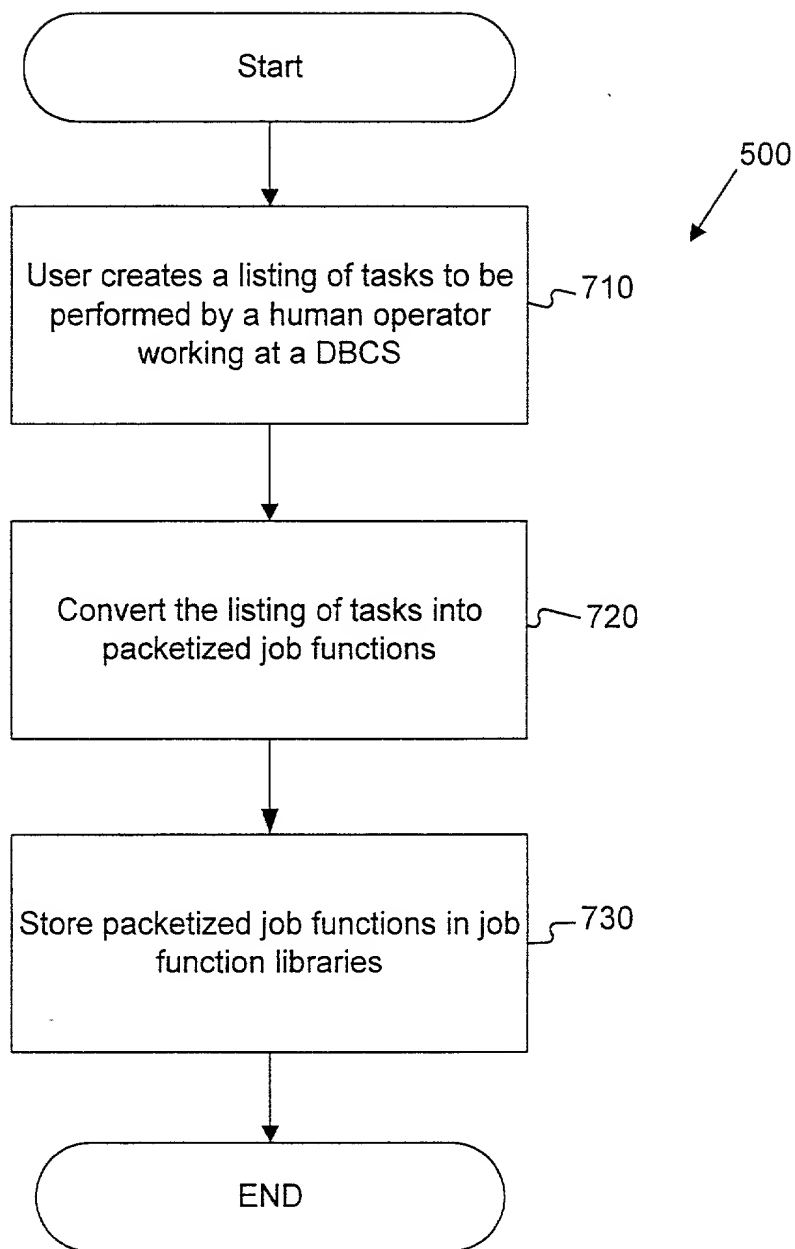 Start
500
User creates a listing of tasks to be
performed by a human operator
working at a DBCS
710
Convert the listing of tasks into
packetized job functions
720
Store packetized job functions in job
function libraries
730
END